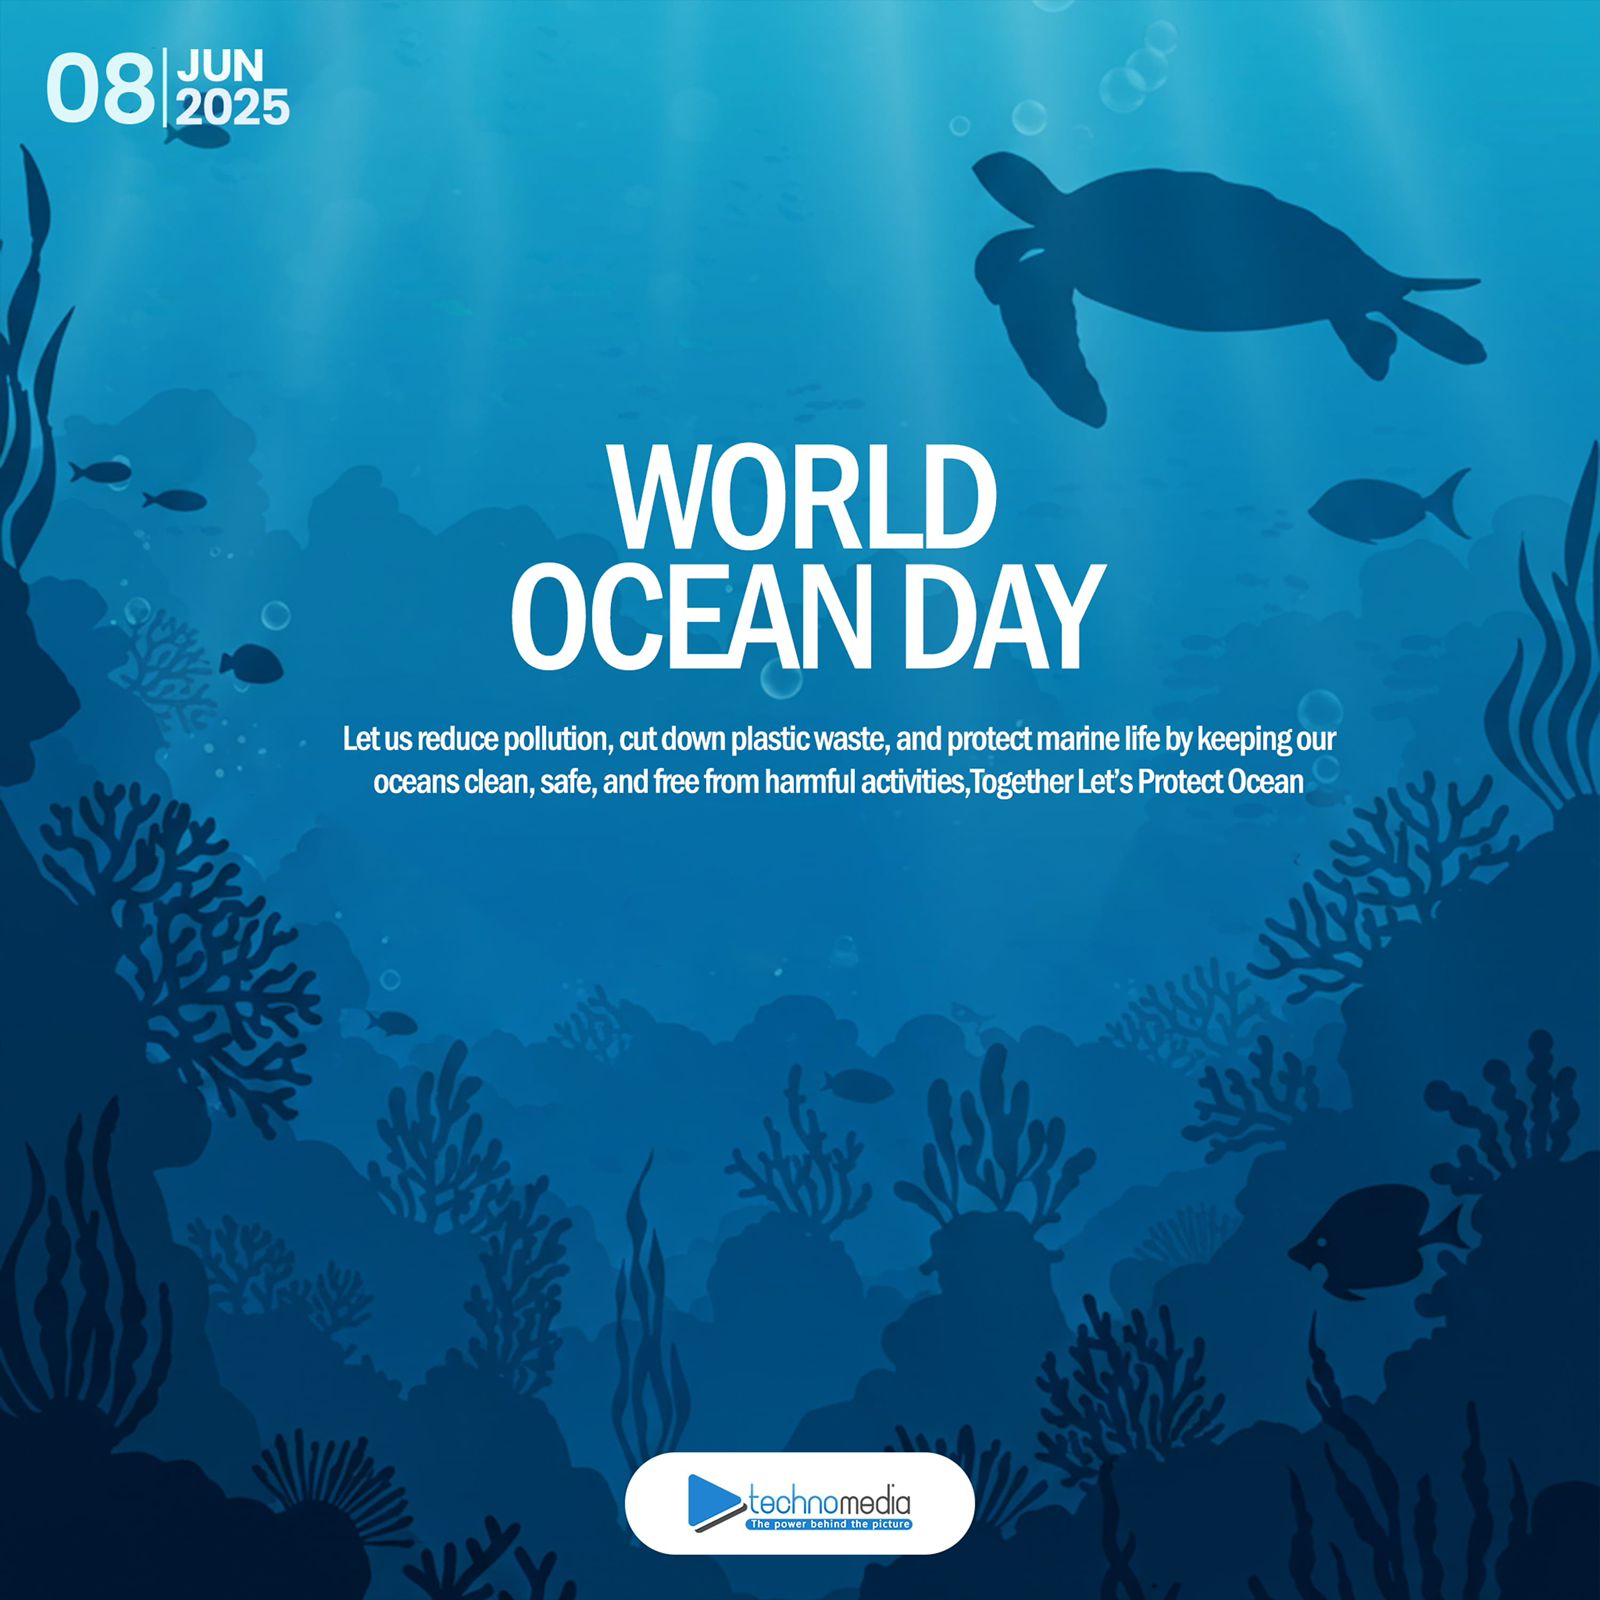 08
JUN
2025
WORLD
OCEAN DAY
Let us reduce pollution, cut down plastic waste, and protect marine life by keeping our
oceans clean, safe, and free from harmful activities,Together Let’s Protect Ocean
technomedia
The power behind the picture